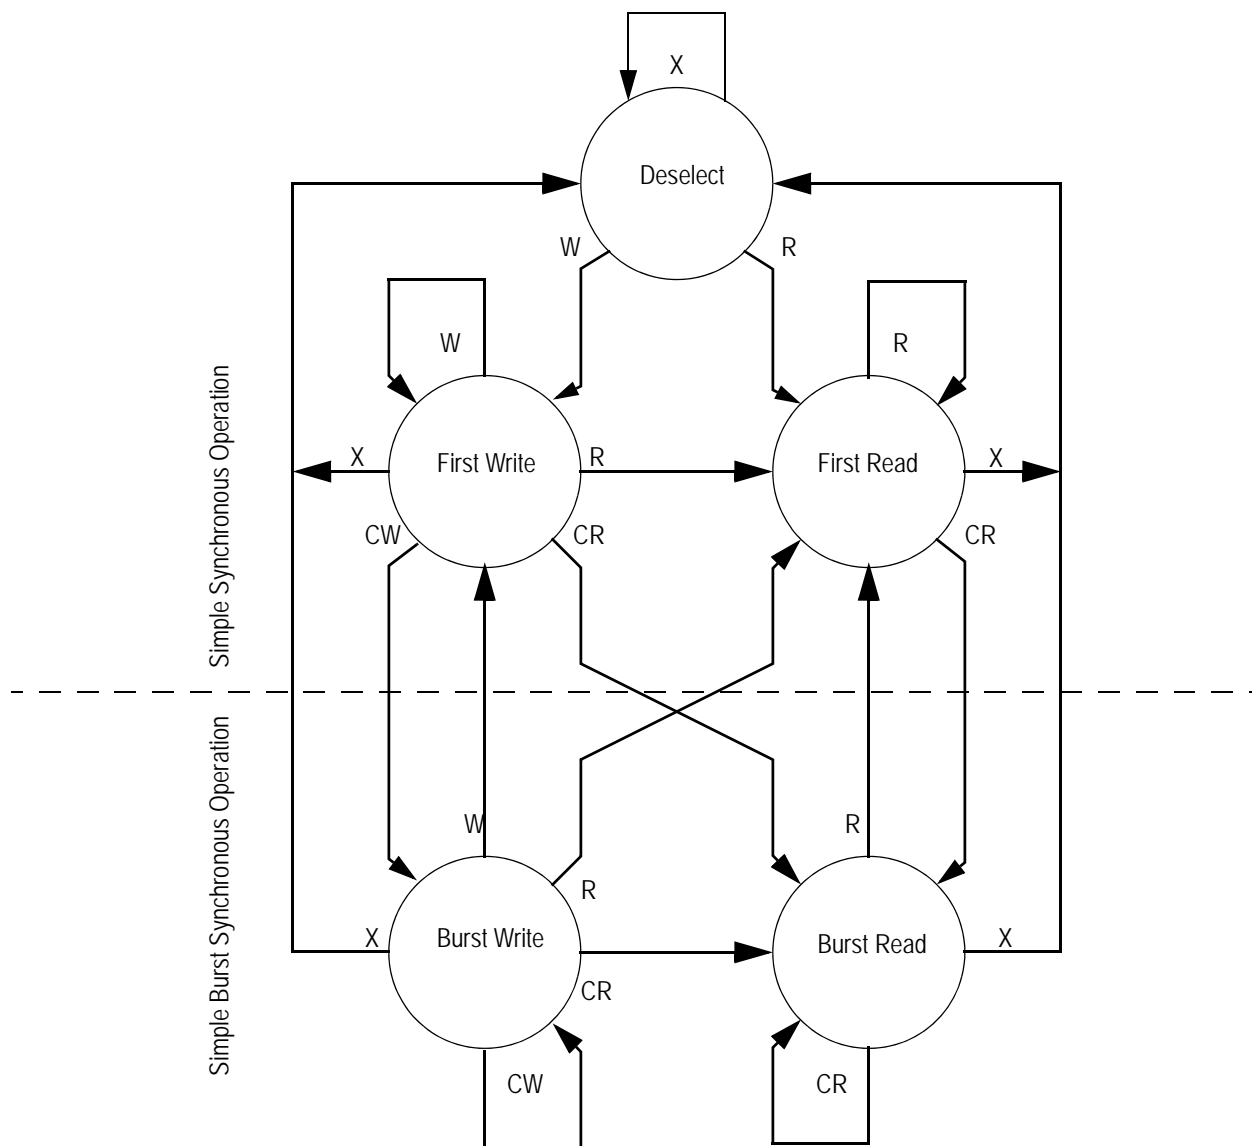 X
Deselect
W
R
W
R
X
First Write
R
First Read
X
CW
CR
CR
Simple Synchronous Operation
Simple Burst Synchronous Operation
W
R
R
X
Burst Write
Burst Read
X
CR
CW
CR